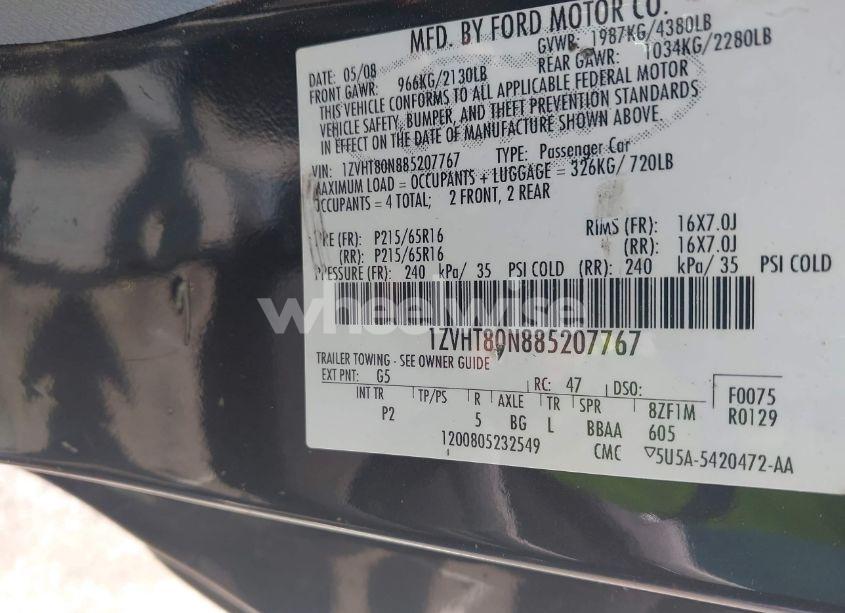 MFD. BY FORD MOTOR CO.
DATE: 05/08 GVWR: 1987KG/4380LB
FRONT GAWR: 966KG/2130LB REAR GAWR: 1034KG/2280LB
THIS VEHICLE CONFORMS TO ALL APPLICABLE FEDERAL MOTOR
VEHICLE SAFETY, BUMPER, AND THEFT PREVENTION STANDARDS
IN EFFECT ON THE DATE OF MANUFACTURE SHOWN ABOVE.
VIN: 1ZVHT80N885207767 TYPE: Passenger Car
MAXIMUM LOAD = OCCUPANTS + LUGGAGE = 326KG/ 720LB
OCCUPANTS = 4 TOTAL; 2 FRONT, 2 REAR
(FR): P215/65R16 RIMS (FR): 16X7.0J
(RR): P215/65R16 (RR): 16X7.0J
PRESSURE (FR): 240 kPa/ 35 PSI COLD (RR): 240 kPa/ 35 PSI COLD
wheelwise
1ZVHT80N885207767
TRAILER TOWING - SEE OWNER GUIDE
EXT PNT: G5 RC: 47 DSO: F0075
INT TR TP/PS R AXLE TR SPR 8ZF1M R0129
P2 5 BG L BBAA 605
1200805232549 CMC ▽5U5A-5420472-AA